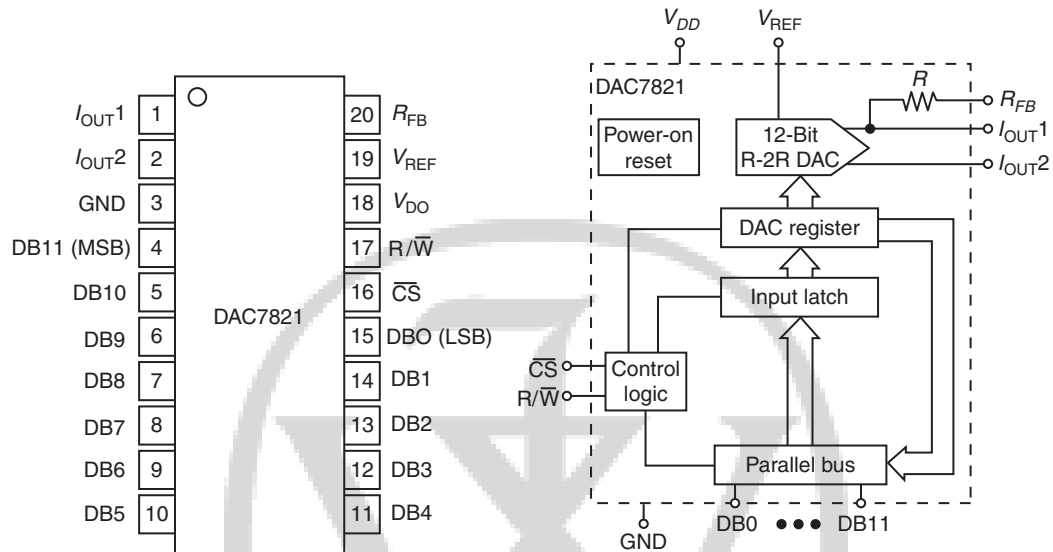 I_OUT1 1 20 R_FB
I_OUT2 2 19 V_REF
GND 3 18 V_DO
DB11 (MSB) 4 17 R/W̅
DB10 5 16 C̅S̅
DB9 6 15 DBO (LSB)
DB8 7 14 DB1
DB7 8 13 DB2
DB6 9 12 DB3
DB5 10 11 DB4
DAC7821
V_DD V_REF
DAC7821
R
R_FB
I_OUT1
I_OUT2
Power-on
reset
12-Bit
R-2R DAC
DAC register
Input latch
C̅S̅
R/W̅
Control
logic
Parallel bus
GND
DB0 ••• DB11